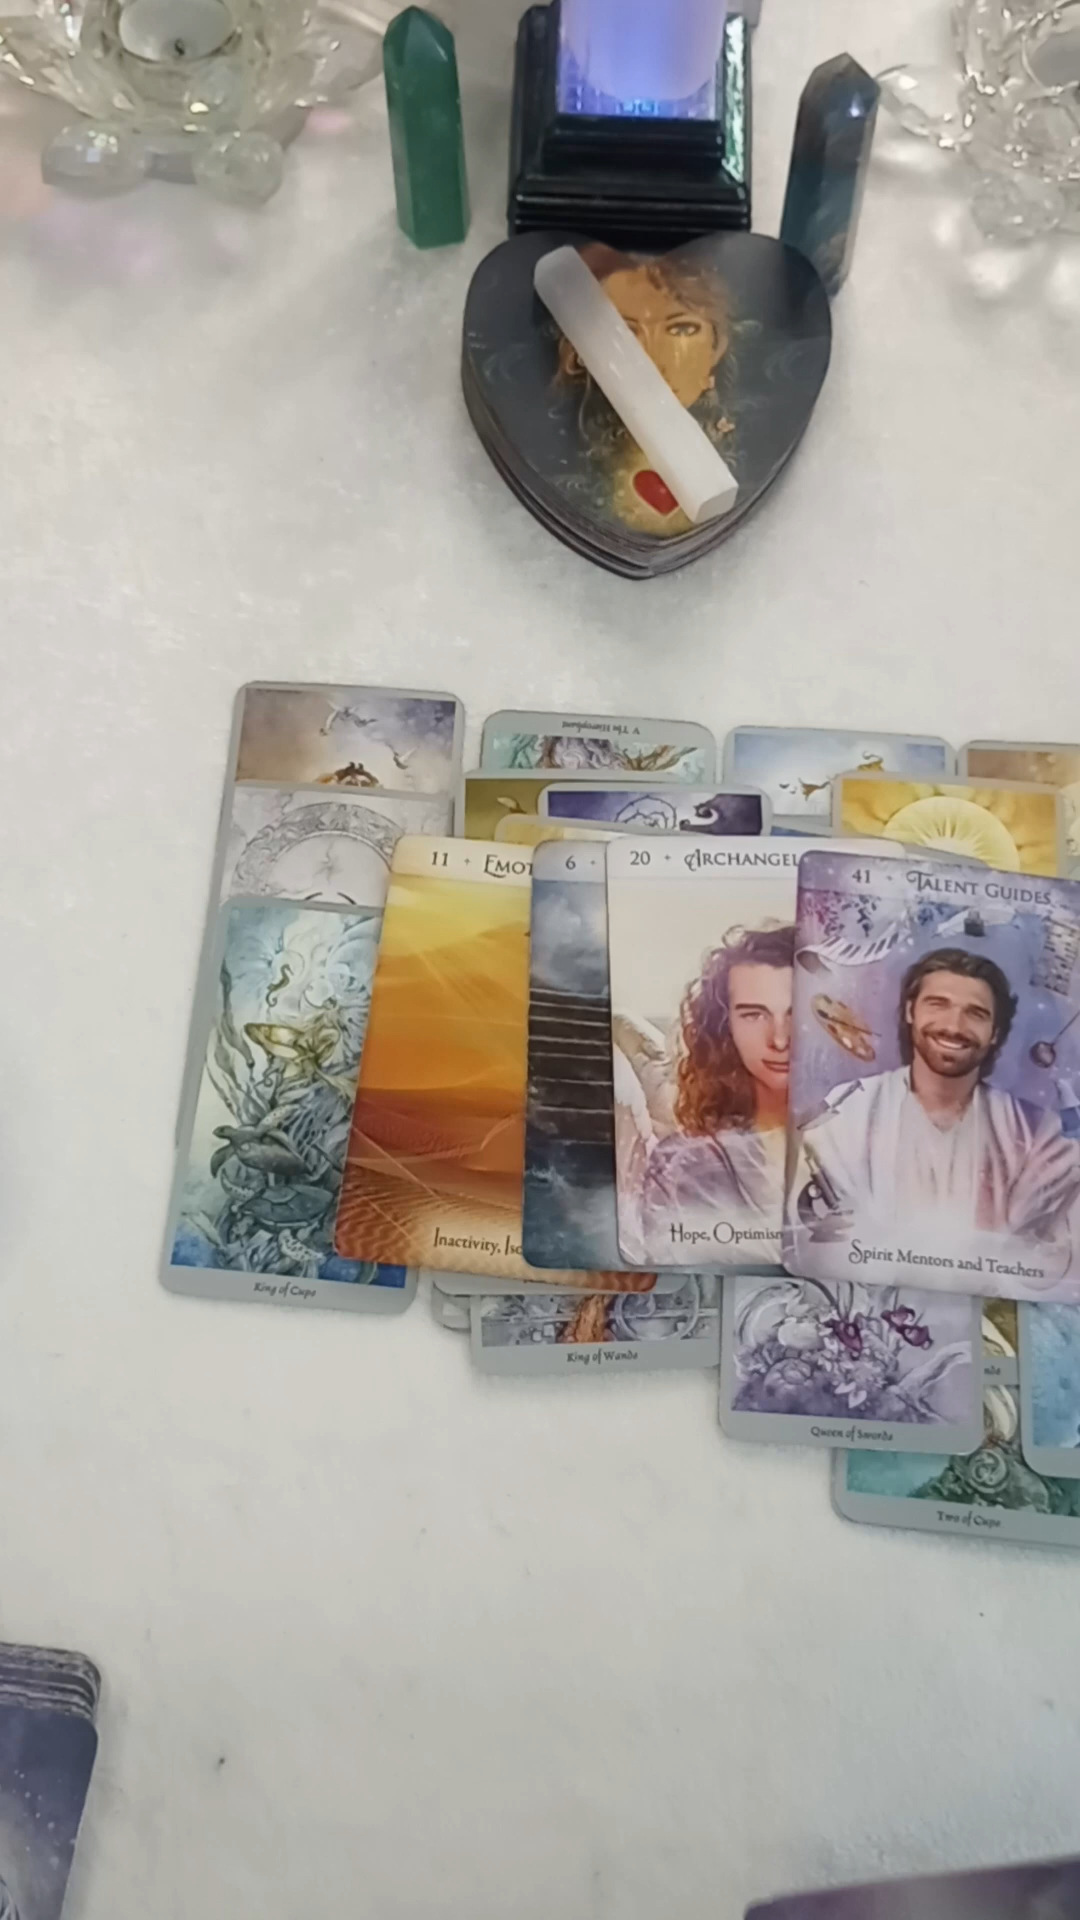 V The Hierophant
11 + EMOT
6 +
20 + ARCHANGEL
41 + TALENT GUIDES
Inactivity, Iso
Hope, Optimism
Spirit Mentors and Teachers
King of Cups
King of Wands
nds
Queen of Swords
Two of Cups